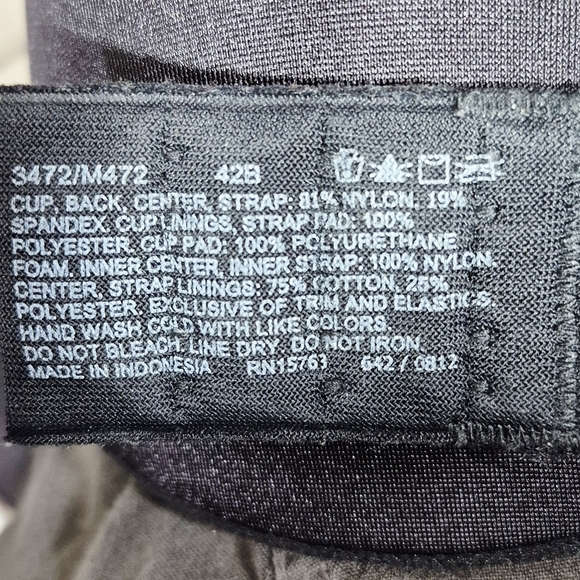 S472/M472 42B
CUP, BACK, CENTER, STRAP: 81% NYLON, 19%
SPANDEX. CUP LININGS, STRAP PAD: 100%
POLYESTER. CUP PAD: 100% POLYURETHANE
FOAM. INNER CENTER, INNER STRAP: 100% NYLON.
CENTER, STRAP LININGS: 75% COTTON, 25%
POLYESTER, EXCLUSIVE OF TRIM AND ELASTICS.
HAND WASH COLD WITH LIKE COLORS.
DO NOT BLEACH. LINE DRY. DO NOT IRON.
MADE IN INDONESIA RN15763 642 / 0812